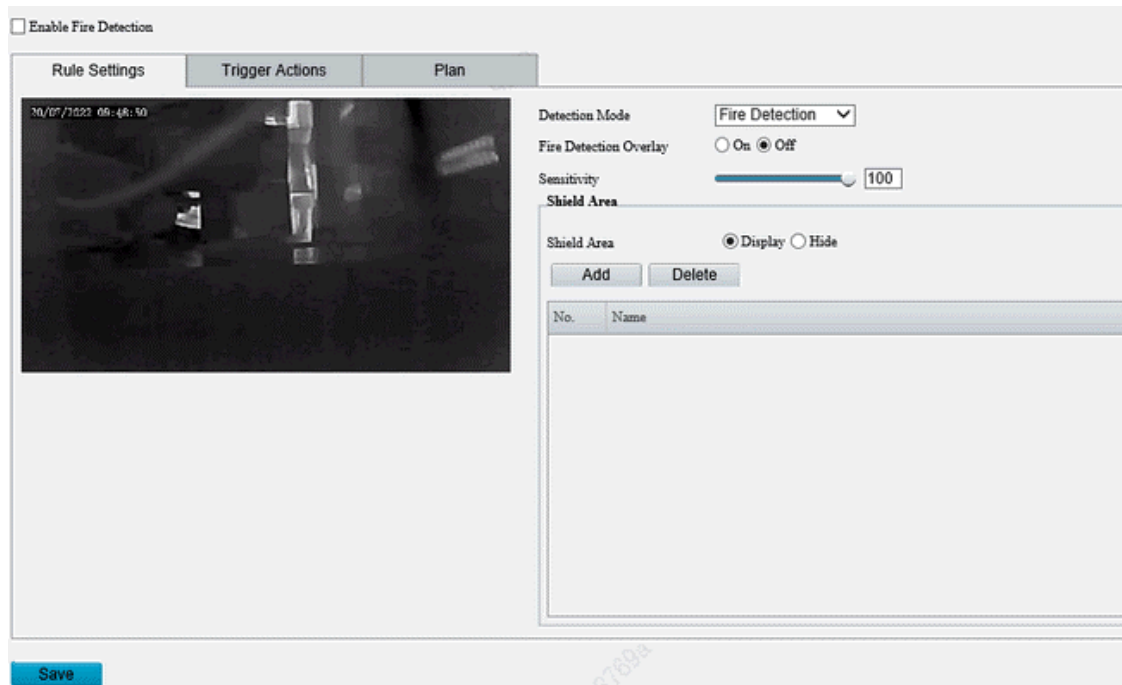 Enable Fire Detection
Rule Settings Trigger Actions Plan
20/07/2022 09:48:50
Detection Mode Fire Detection
Fire Detection Overlay On Off
Sensitivity 100
Shield Area
Shield Area Display Hide
Add Delete
No. Name
Save